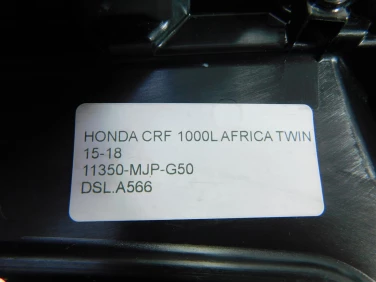 HONDA CRF 1000L AFRICA TWIN
15-18
11350-MJP-G50
DSL.A566